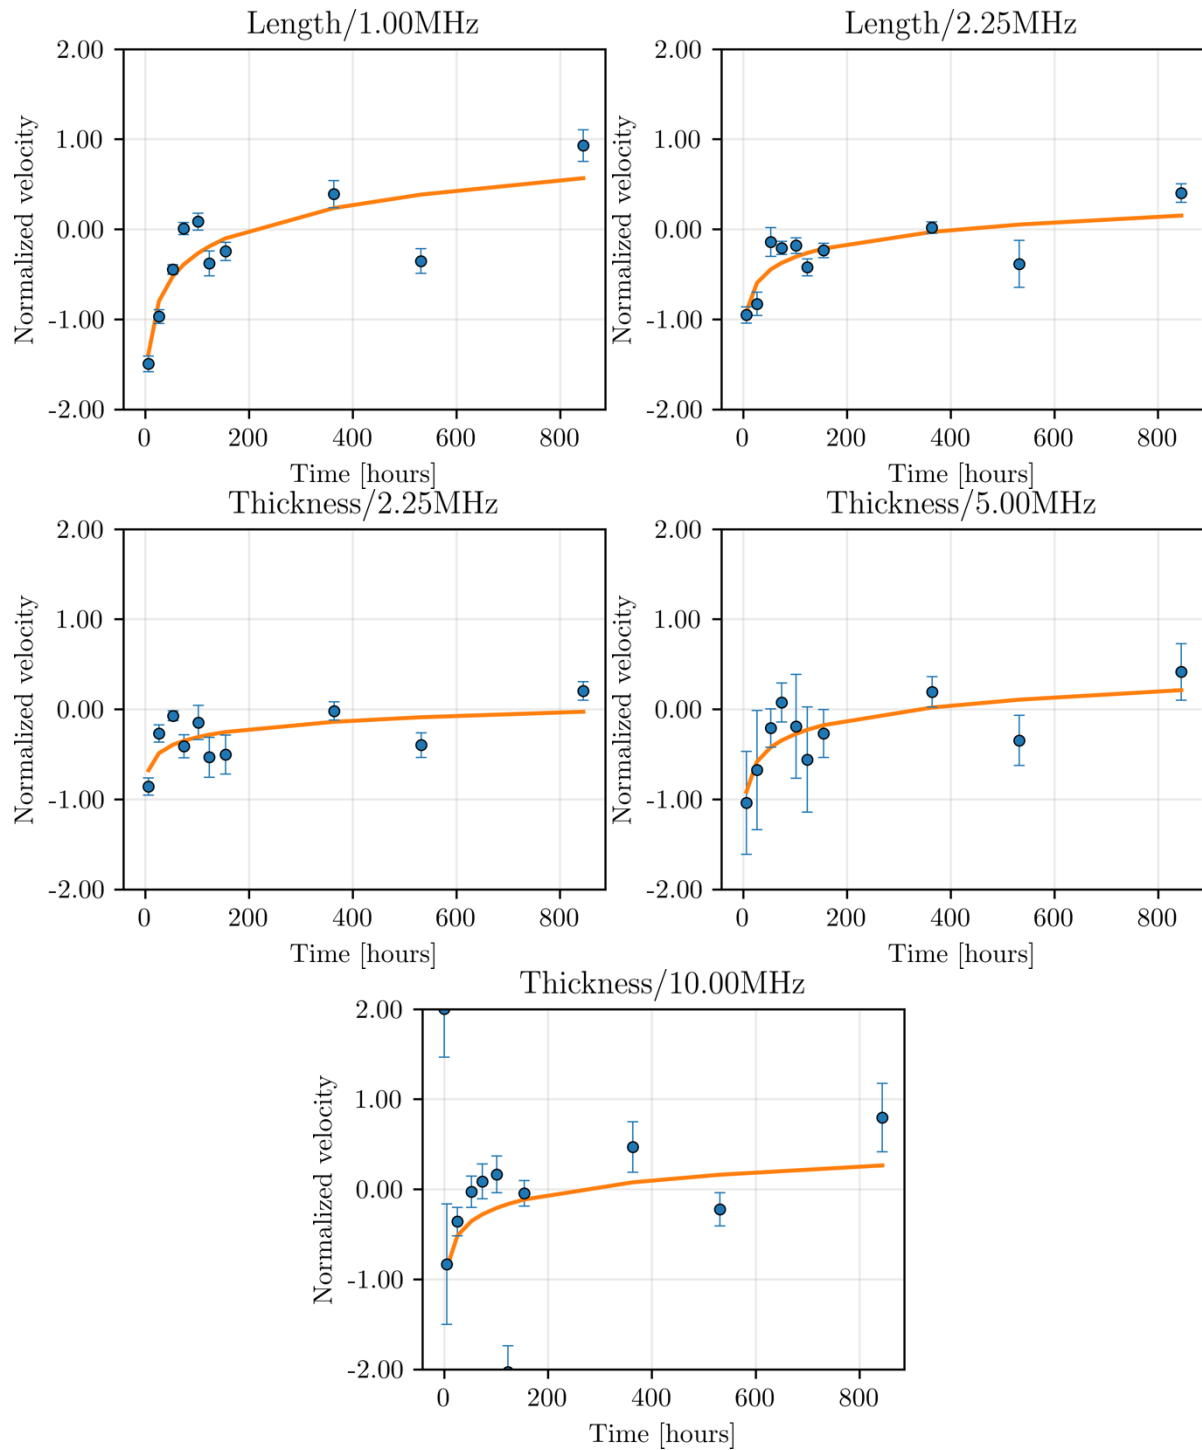 Length/1.00MHz
2.00
1.00
0.00
-1.00
-2.00
Normalized velocity
0 200 400 600 800
Time [hours]
Length/2.25MHz
2.00
1.00
0.00
-1.00
-2.00
Normalized velocity
0 200 400 600 800
Time [hours]
Thickness/2.25MHz
2.00
1.00
0.00
-1.00
-2.00
Normalized velocity
0 200 400 600 800
Time [hours]
Thickness/5.00MHz
2.00
1.00
0.00
-1.00
-2.00
Normalized velocity
0 200 400 600 800
Time [hours]
Thickness/10.00MHz
2.00
1.00
0.00
-1.00
-2.00
Normalized velocity
0 200 400 600 800
Time [hours]